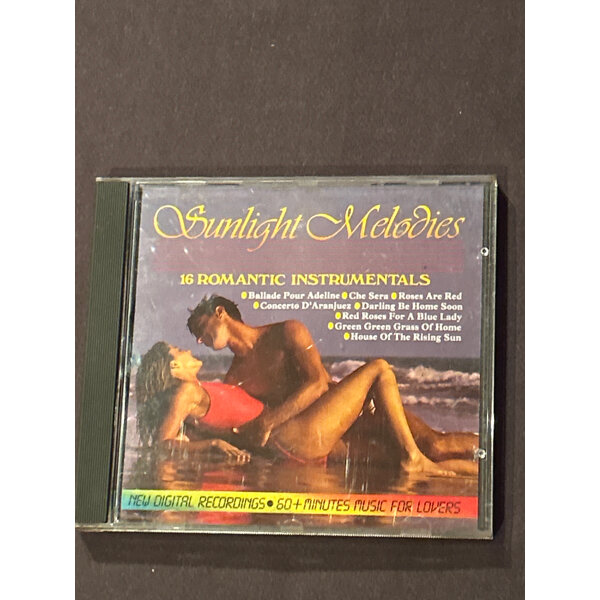 Sunlight Melodies
16 ROMANTIC INSTRUMENTALS
Ballade Pour Adeline • Che Sera • Roses Are Red
• Concerto D'Aranjuez • Darling Be Home Soon
• Red Roses For A Blue Lady
• Green Green Grass Of Home
• House Of The Rising Sun
NEW DIGITAL RECORDINGS • 60+ MINUTES MUSIC FOR LOVERS